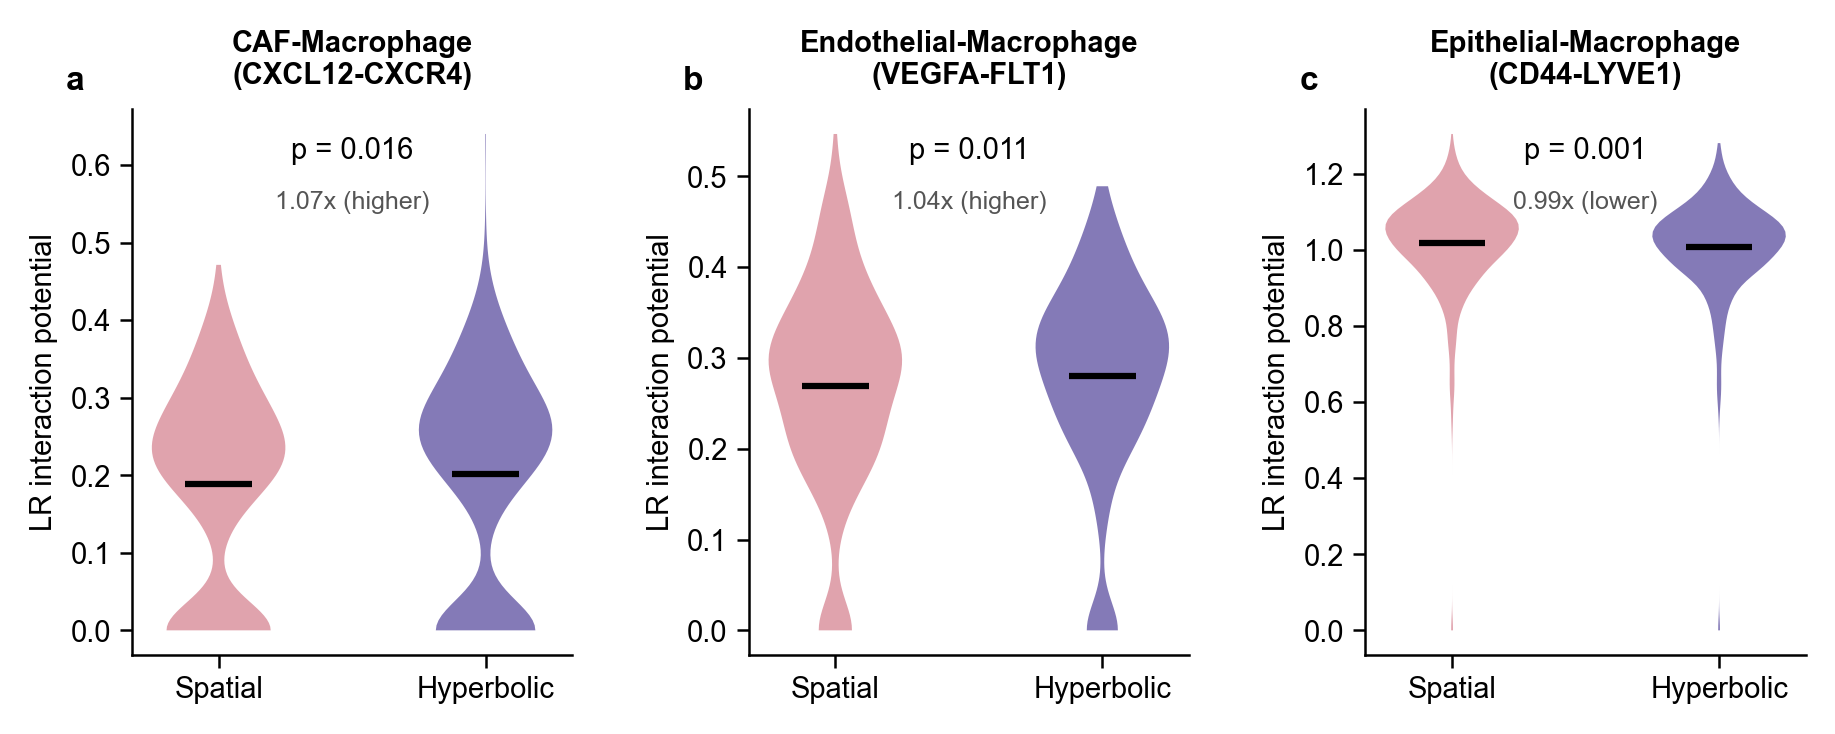 a
CAF-Macrophage
(CXCL12-CXCR4)
p = 0.016
1.07x (higher)
LR interaction potential
0.6
0.5
0.4
0.3
0.2
0.1
0.0
Spatial
Hyperbolic
b
Endothelial-Macrophage
(VEGFA-FLT1)
p = 0.011
1.04x (higher)
LR interaction potential
0.5
0.4
0.3
0.2
0.1
0.0
Spatial
Hyperbolic
c
Epithelial-Macrophage
(CD44-LYVE1)
p = 0.001
0.99x (lower)
LR interaction potential
1.2
1.0
0.8
0.6
0.4
0.2
0.0
Spatial
Hyperbolic